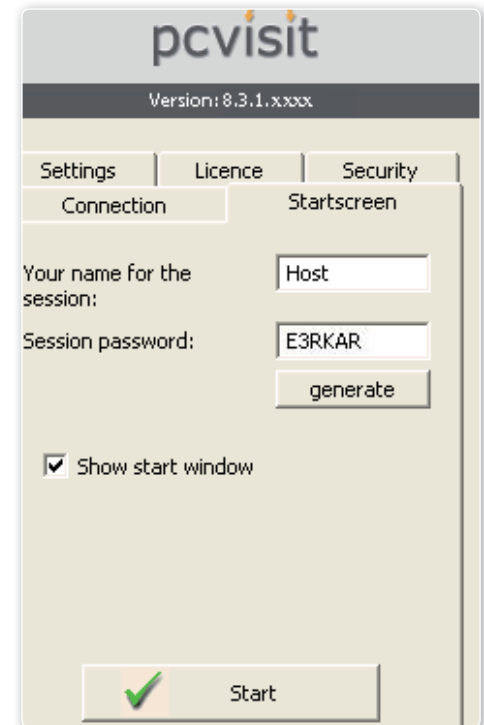 pcvisit
Version: 8.3.1.xxxx
Settings Licence Security
Connection Startscreen
Your name for the Host
session:
Session password: E3RKAR
generate
Show start window
Start